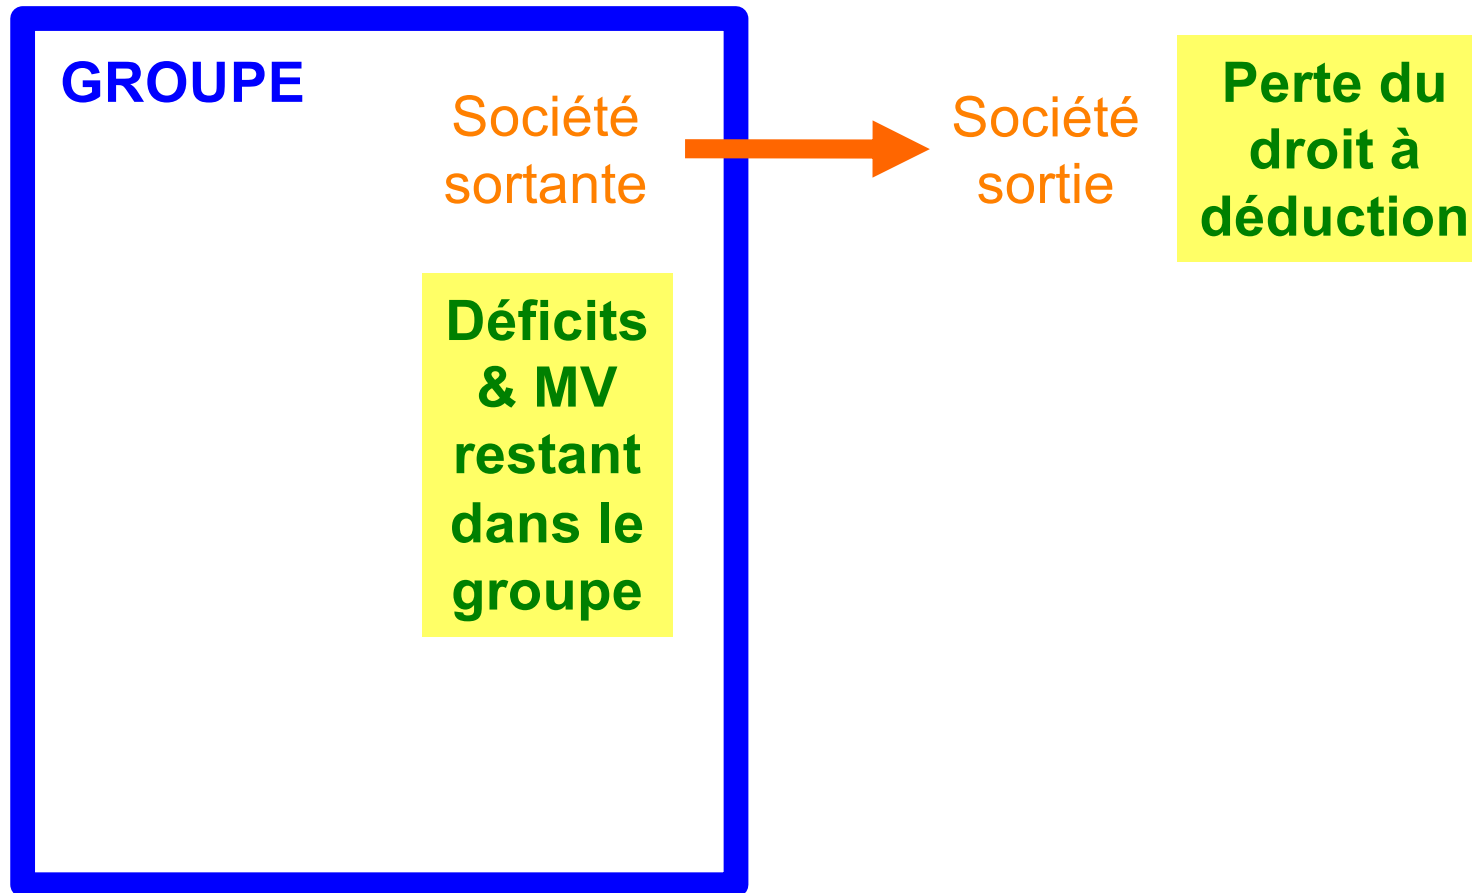 GROUPE
Société
sortante
Société
sortie
Perte du
droit à
déduction
Déficits
& MV
restant
dans le
groupe